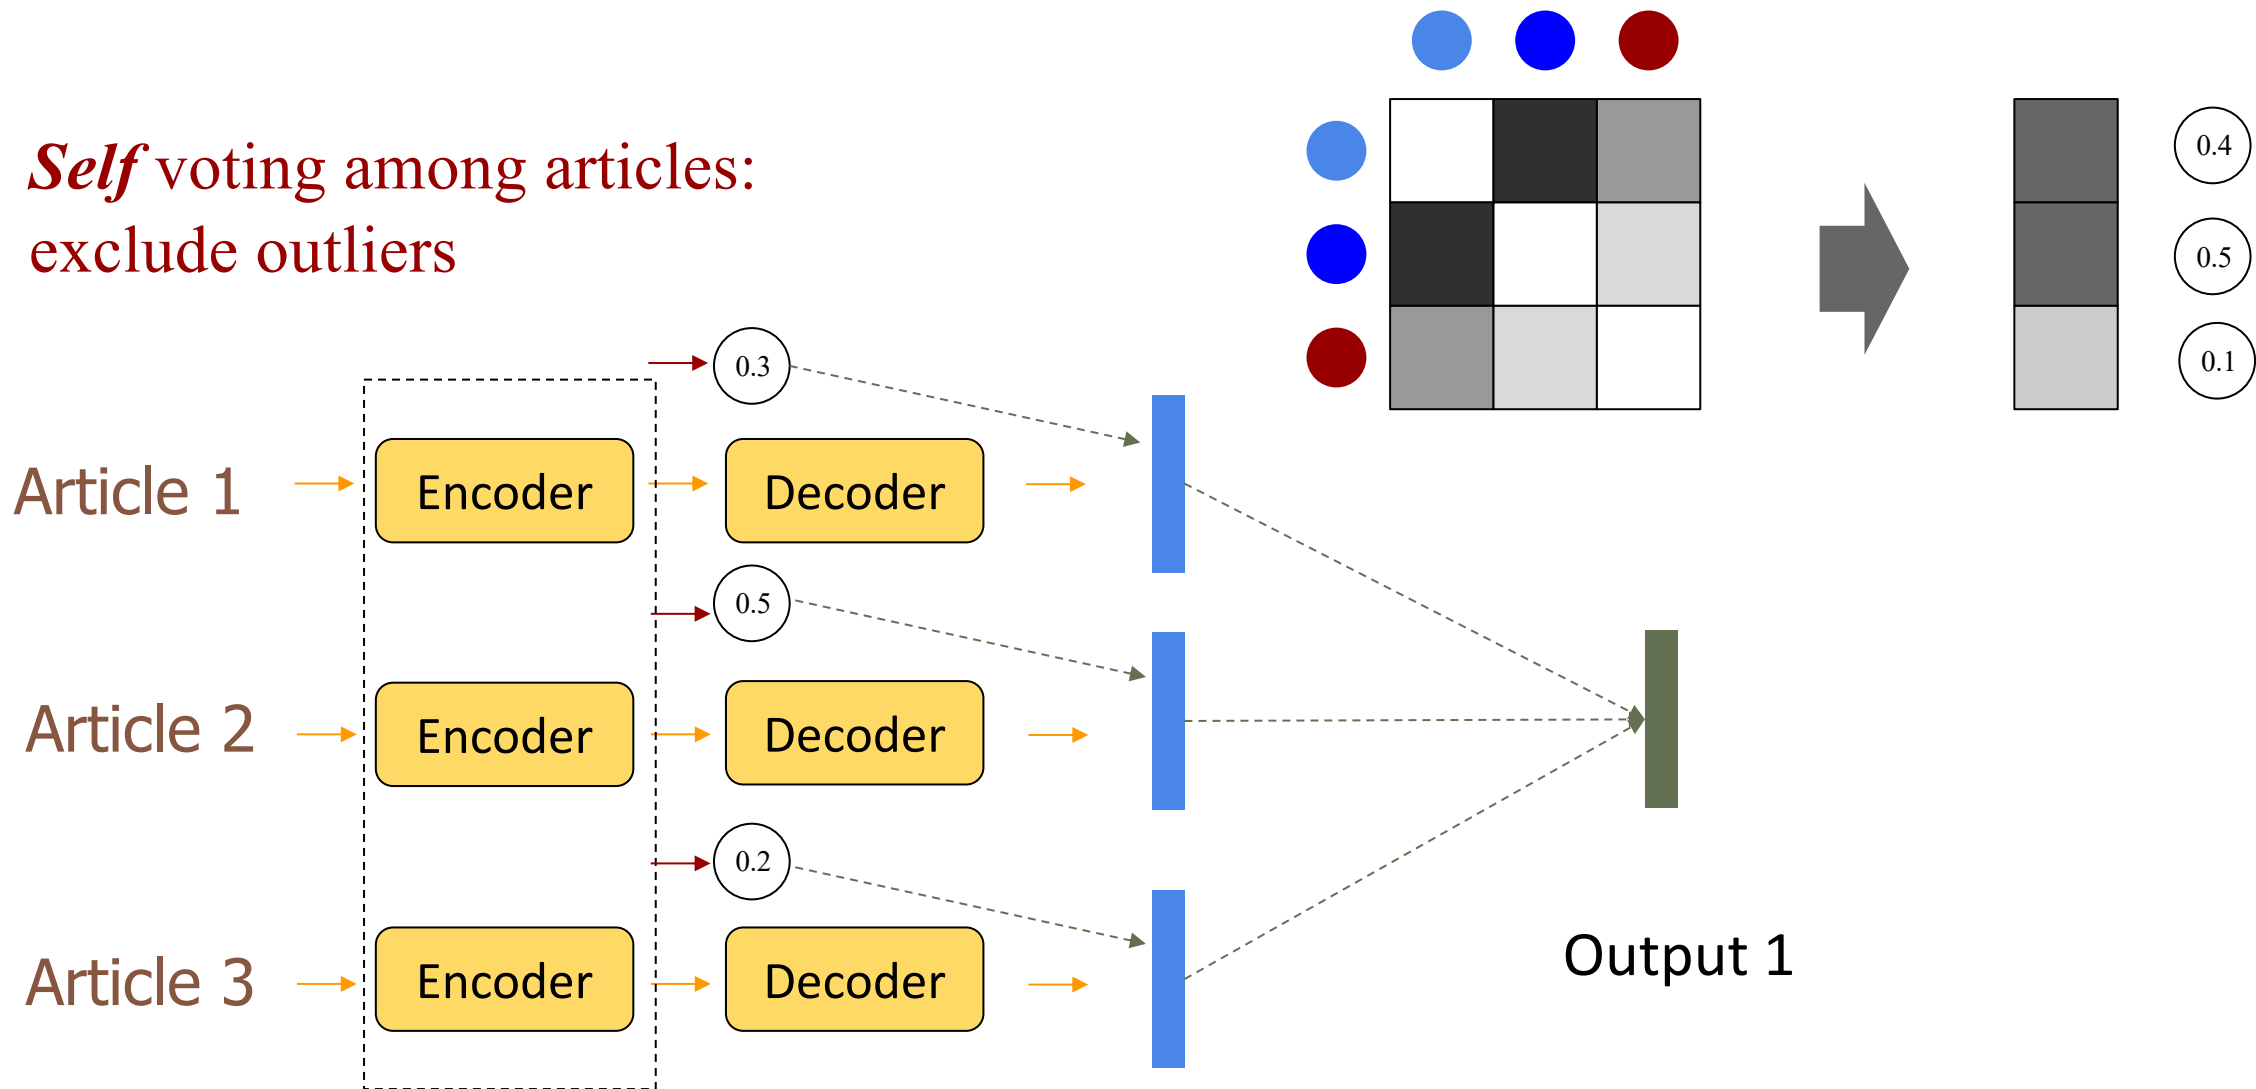 Self voting among articles:
exclude outliers
0.4
0.5
0.1
0.3
Article 1
Encoder
Decoder
0.5
Article 2
Encoder
Decoder
0.2
Article 3
Encoder
Decoder
Output 1